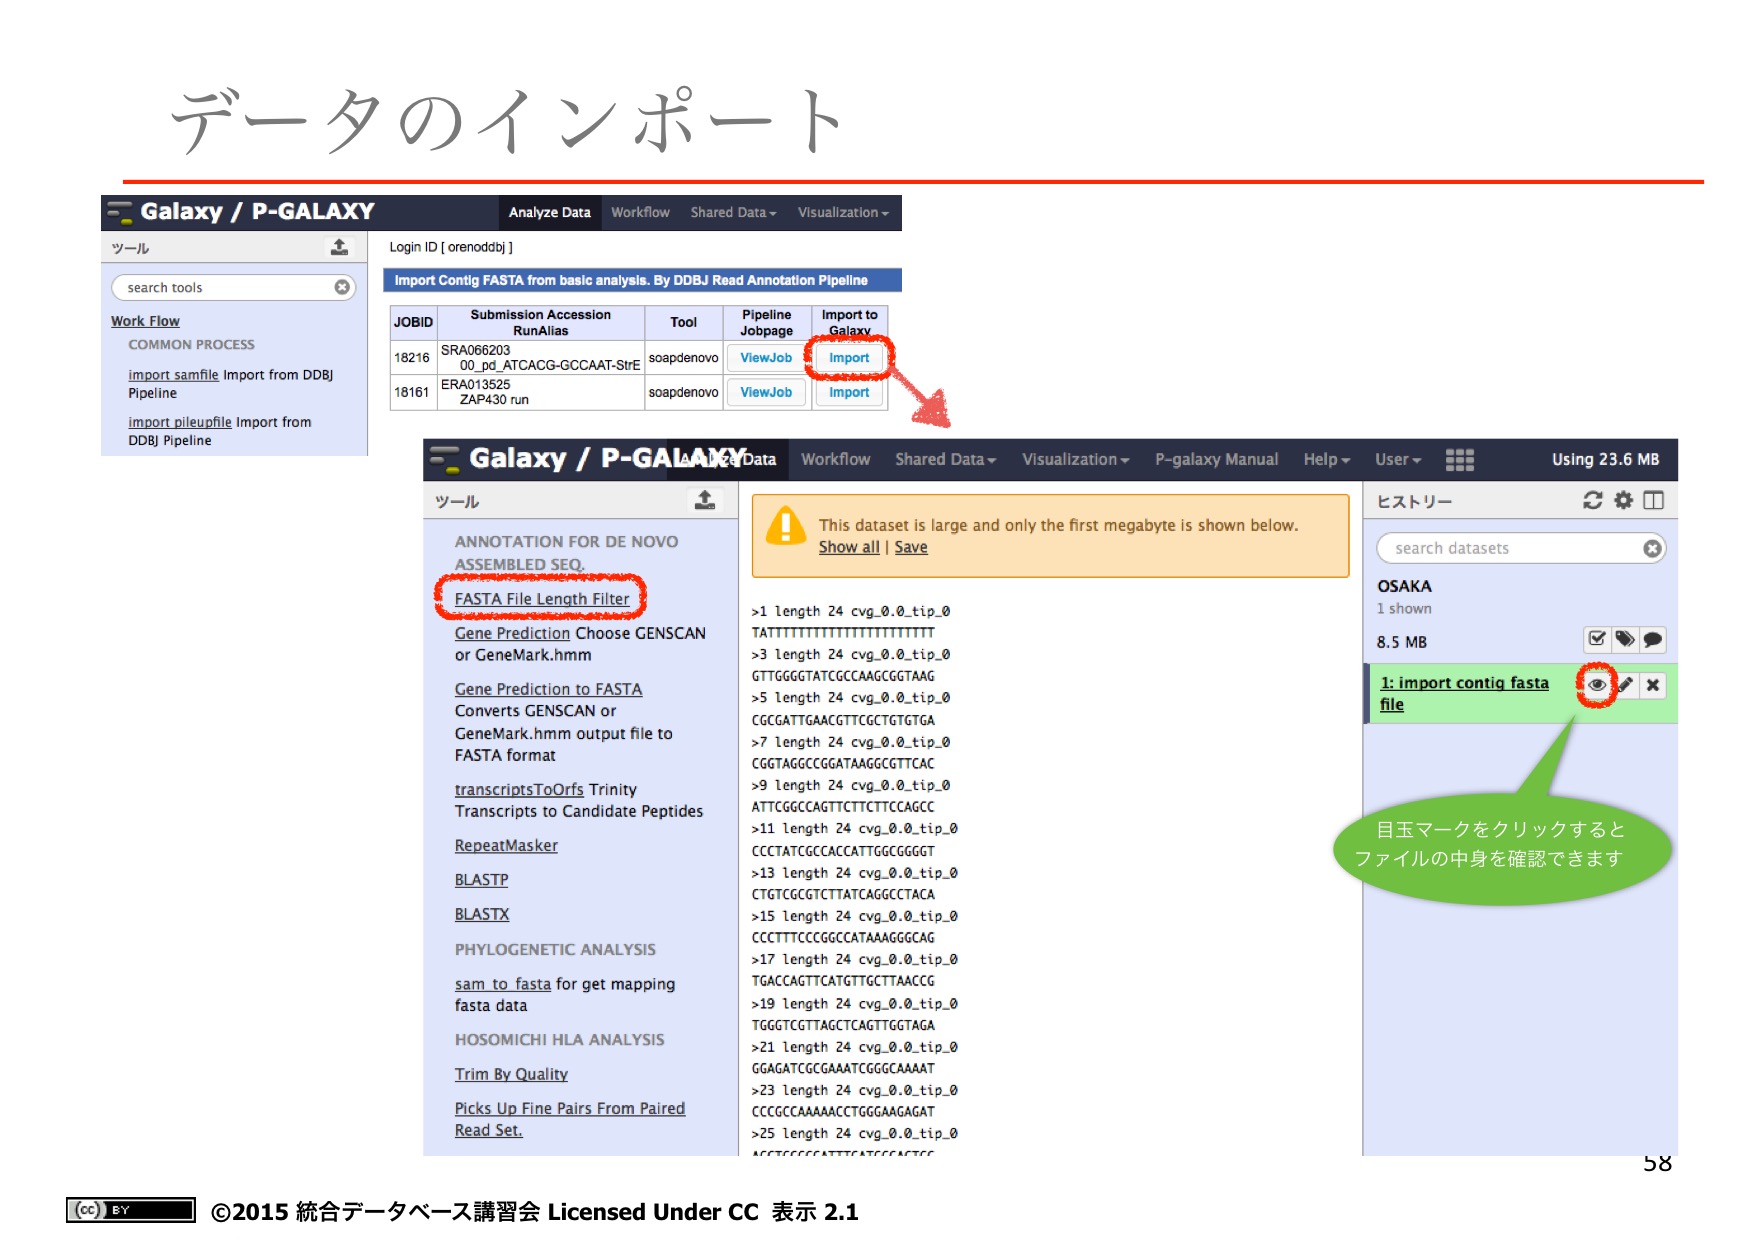 データのインポート
Galaxy / P-GALAXY
Analyze Data Workflow Shared Data Visualization
ツール
search tools
Work Flow
COMMON PROCESS
import samfile Import from DDBJ
Pipeline
import pileupfile Import from
DDBJ Pipeline
Login ID [ orenoddbj ]
Import Contig FASTA from basic analysis. By DDBJ Read Annotation Pipeline
JOBID Submission Accession RunAlias Tool Pipeline Jobpage Import to Galaxy
18216 SRA066203 00_pd_ATCACG-GCCAAT-StrE soapdenovo ViewJob Import
18161 ERA013525 ZAP430 run soapdenovo ViewJob Import
Galaxy / P-GALAXY
Analyze Data Workflow Shared Data Visualization P-galaxy Manual Help User Using 23.6 MB
ツール
ANNOTATION FOR DE NOVO
ASSEMBLED SEQ.
FASTA File Length Filter
Gene Prediction Choose GENSCAN
or GeneMark.hmm
Gene Prediction to FASTA
Converts GENSCAN or
GeneMark.hmm output file to
FASTA format
transcriptsToOrfs Trinity
Transcripts to Candidate Peptides
RepeatMasker
BLASTP
BLASTX
PHYLOGENETIC ANALYSIS
sam to fasta for get mapping
fasta data
HOSOMICHI HLA ANALYSIS
Trim By Quality
Picks Up Fine Pairs From Paired
Read Set.
This dataset is large and only the first megabyte is shown below.
Show all | Save
>1 length 24 cvg_0.0_tip_0
TATTTTTTTTTTTTTTTTTTTTTT
>3 length 24 cvg_0.0_tip_0
GTTGGGGTATCGCCAAGCGGTAAG
>5 length 24 cvg_0.0_tip_0
CGCGATTGAACGTTCGCTGTGTGA
>7 length 24 cvg_0.0_tip_0
CGGTAGGCCGGATAAGGCGTTCAC
>9 length 24 cvg_0.0_tip_0
ATTCGGCCAGTTCTTCTTCCAGCC
>11 length 24 cvg_0.0_tip_0
CCCTATCGCCACCATTGGCGGGGT
>13 length 24 cvg_0.0_tip_0
CTGTCGCGTCTTATCAGGCCTACA
>15 length 24 cvg_0.0_tip_0
CCCTTTCCCGGCCATAAAGGGCAG
>17 length 24 cvg_0.0_tip_0
TGACCAGTTCATGTTGCTTAACCG
>19 length 24 cvg_0.0_tip_0
TGGGTCGTTAGCTCAGTTGGTAGA
>21 length 24 cvg_0.0_tip_0
GGAGATCGCGAAATCGGGCAAAAT
>23 length 24 cvg_0.0_tip_0
CCCGCCAAAAACCTGGGAAGAGAT
>25 length 24 cvg_0.0_tip_0
ヒストリー
search datasets
OSAKA
1 shown
8.5 MB
1: import contig fasta
file
目玉マークをクリックすると
ファイルの中身を確認できます
58
(cc) BY
©2015 統合データベース講習会 Licensed Under CC 表示 2.1